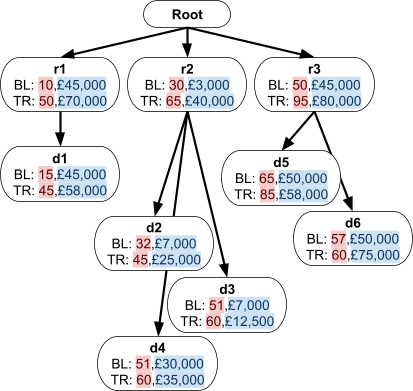 Root
r1
BL: 10,£45,000
TR: 50,£70,000
r2
BL: 30,£3,000
TR: 65,£40,000
r3
BL: 50,£45,000
TR: 95,£80,000
d1
BL: 15,£45,000
TR: 45,£58,000
d5
BL: 65,£50,000
TR: 85,£58,000
d2
BL: 32,£7,000
TR: 45,£25,000
d6
BL: 57,£50,000
TR: 60,£75,000
d3
BL: 51,£7,000
TR: 60,£12,500
d4
BL: 51,£30,000
TR: 60,£35,000